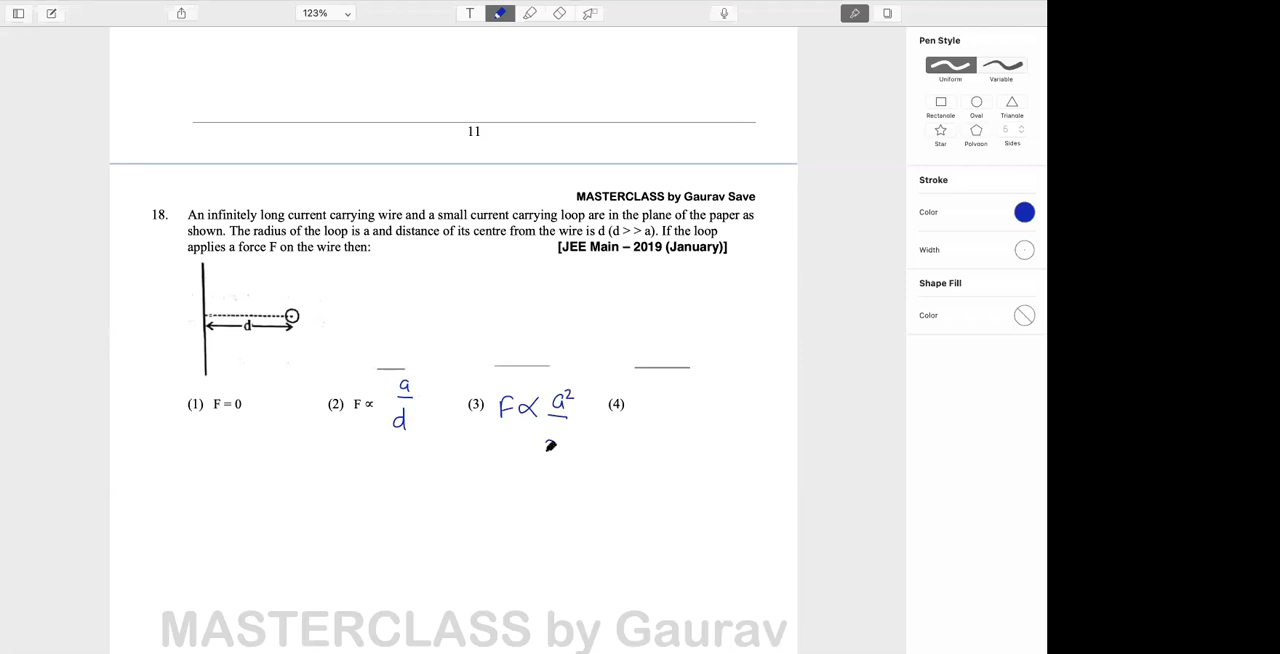 123%
T
Pen Style
Uniform
Variable
Rectangle
Oval
Triangle
Star
Polygon
5
Sides
Stroke
Color
Width
Shape Fill
Color
11
MASTERCLASS by Gaurav Save
18. An infinitely long current carrying wire and a small current carrying loop are in the plane of the paper as
shown. The radius of the loop is a and distance of its centre from the wire is d (d > > a). If the loop
applies a force F on the wire then: [JEE Main – 2019 (January)]
d
(1) F = 0 (2) F ∝ a/d (3) F ∝ a² (4)
MASTERCLASS by Gaurav